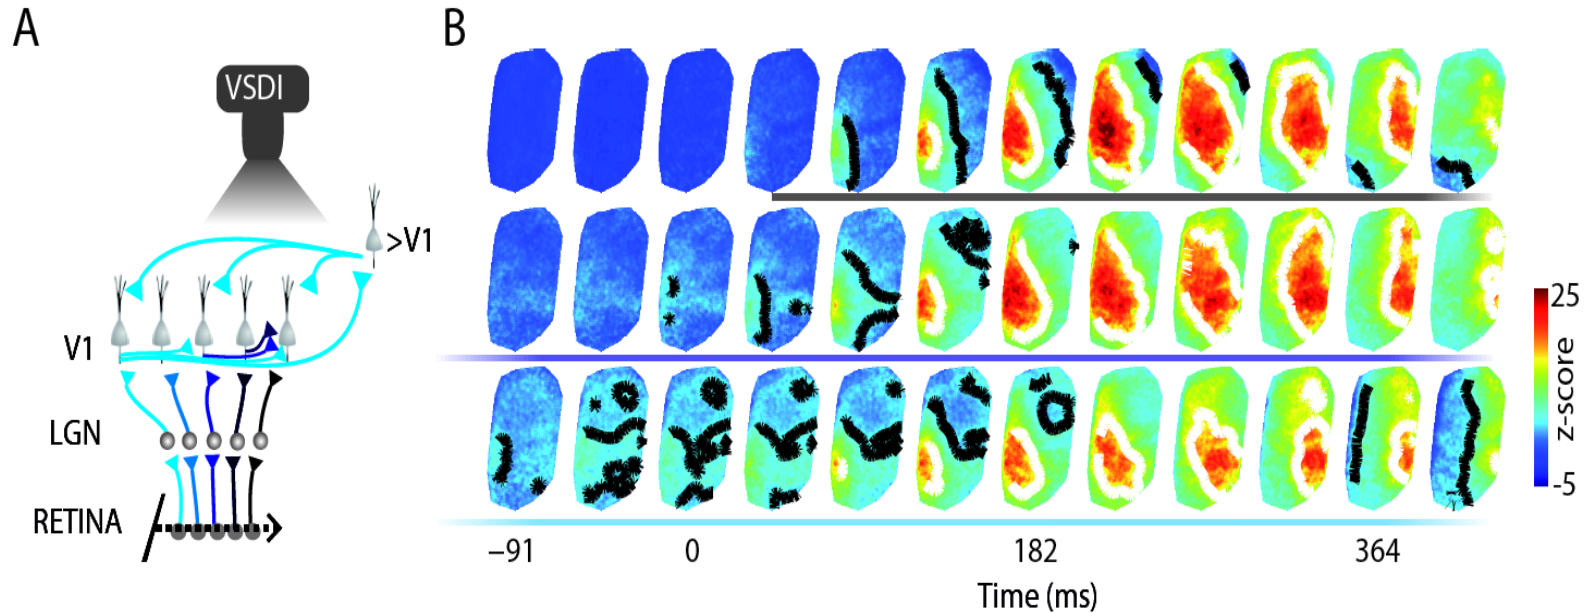 A
B
VSDI
>V1
V1
LGN
RETINA
25
z-score
-5
−91 0 182 364
Time (ms)